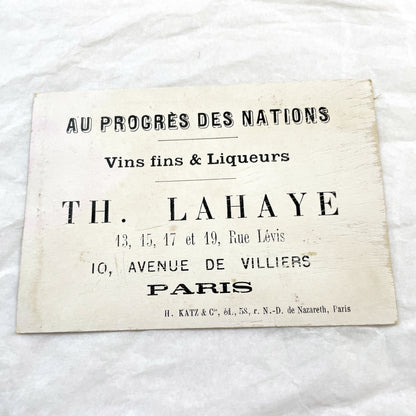 AU PROGRÈS DES NATIONS
Vins fins & Liqueurs
TH. LAHAYE
13, 15, 17 et 19, Rue Lévis
10, AVENUE DE VILLIERS
PARIS
H. KATZ & Cie, éd., 58, r. N.-D. de Nazareth, Paris